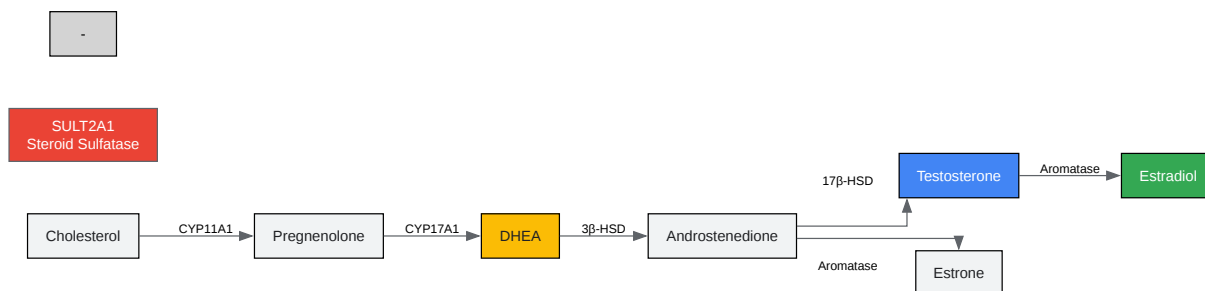 -
SULT2A1
Steroid Sulfatase
17β-HSD
Testosterone
Aromatase
Estradiol
Cholesterol
CYP11A1
Pregnenolone
CYP17A1
DHEA
3β-HSD
Androstenedione
Aromatase
Estrone